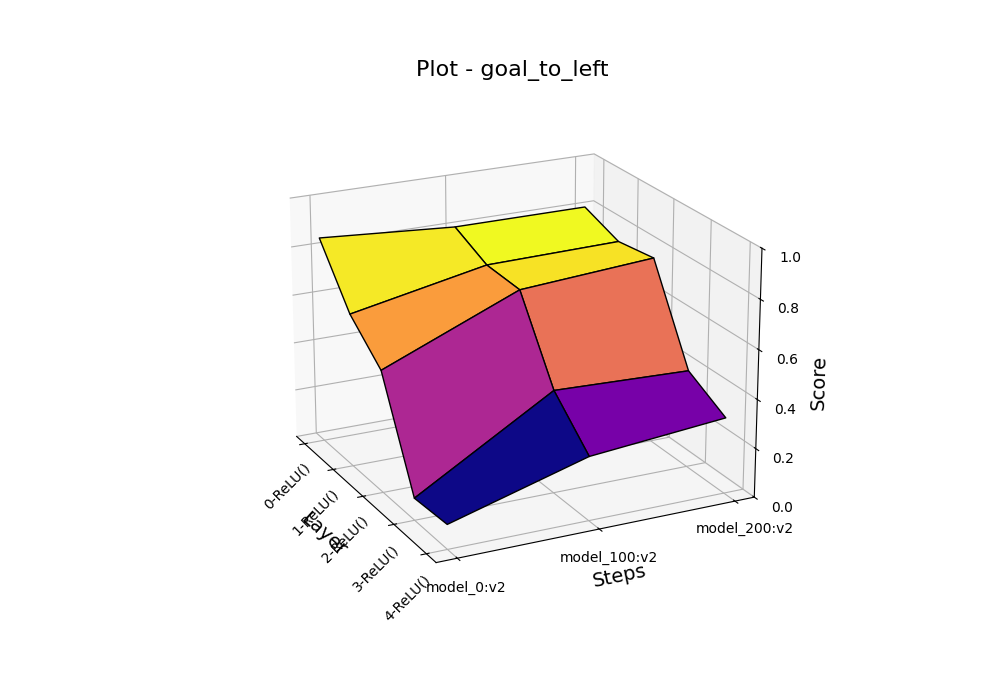 Plot - goal_to_left
1.0
0.8
0.6
0.4
0.2
0.0
Score
0-ReLU()
1-ReLU()
2-ReLU()
3-ReLU()
4-ReLU()
Layer
model_0:v2
model_100:v2
model_200:v2
Steps